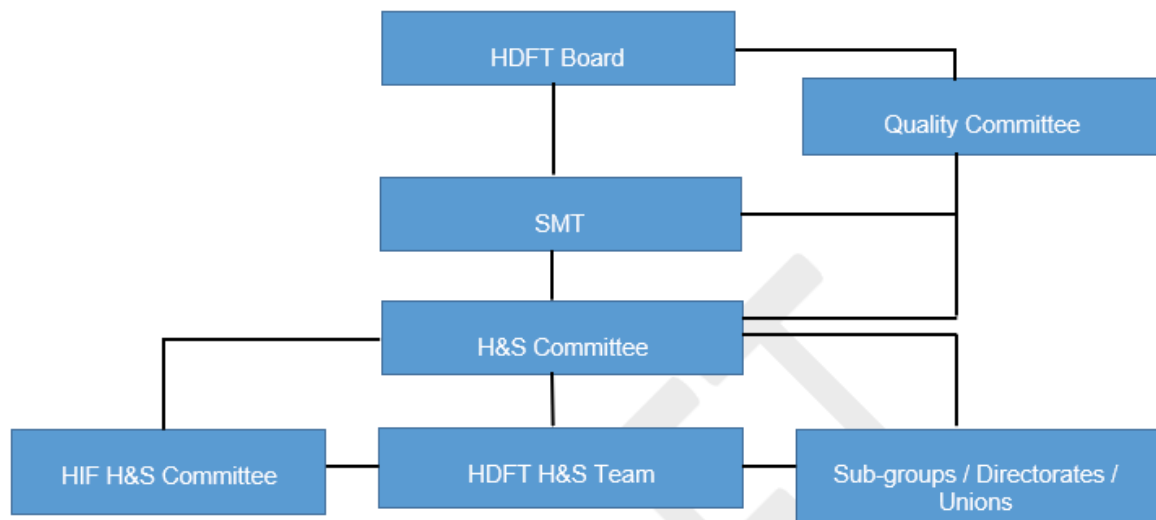 HDFT Board
Quality Committee
SMT
H&S Committee
HIF H&S Committee
HDFT H&S Team
Sub-groups / Directorates /
Unions